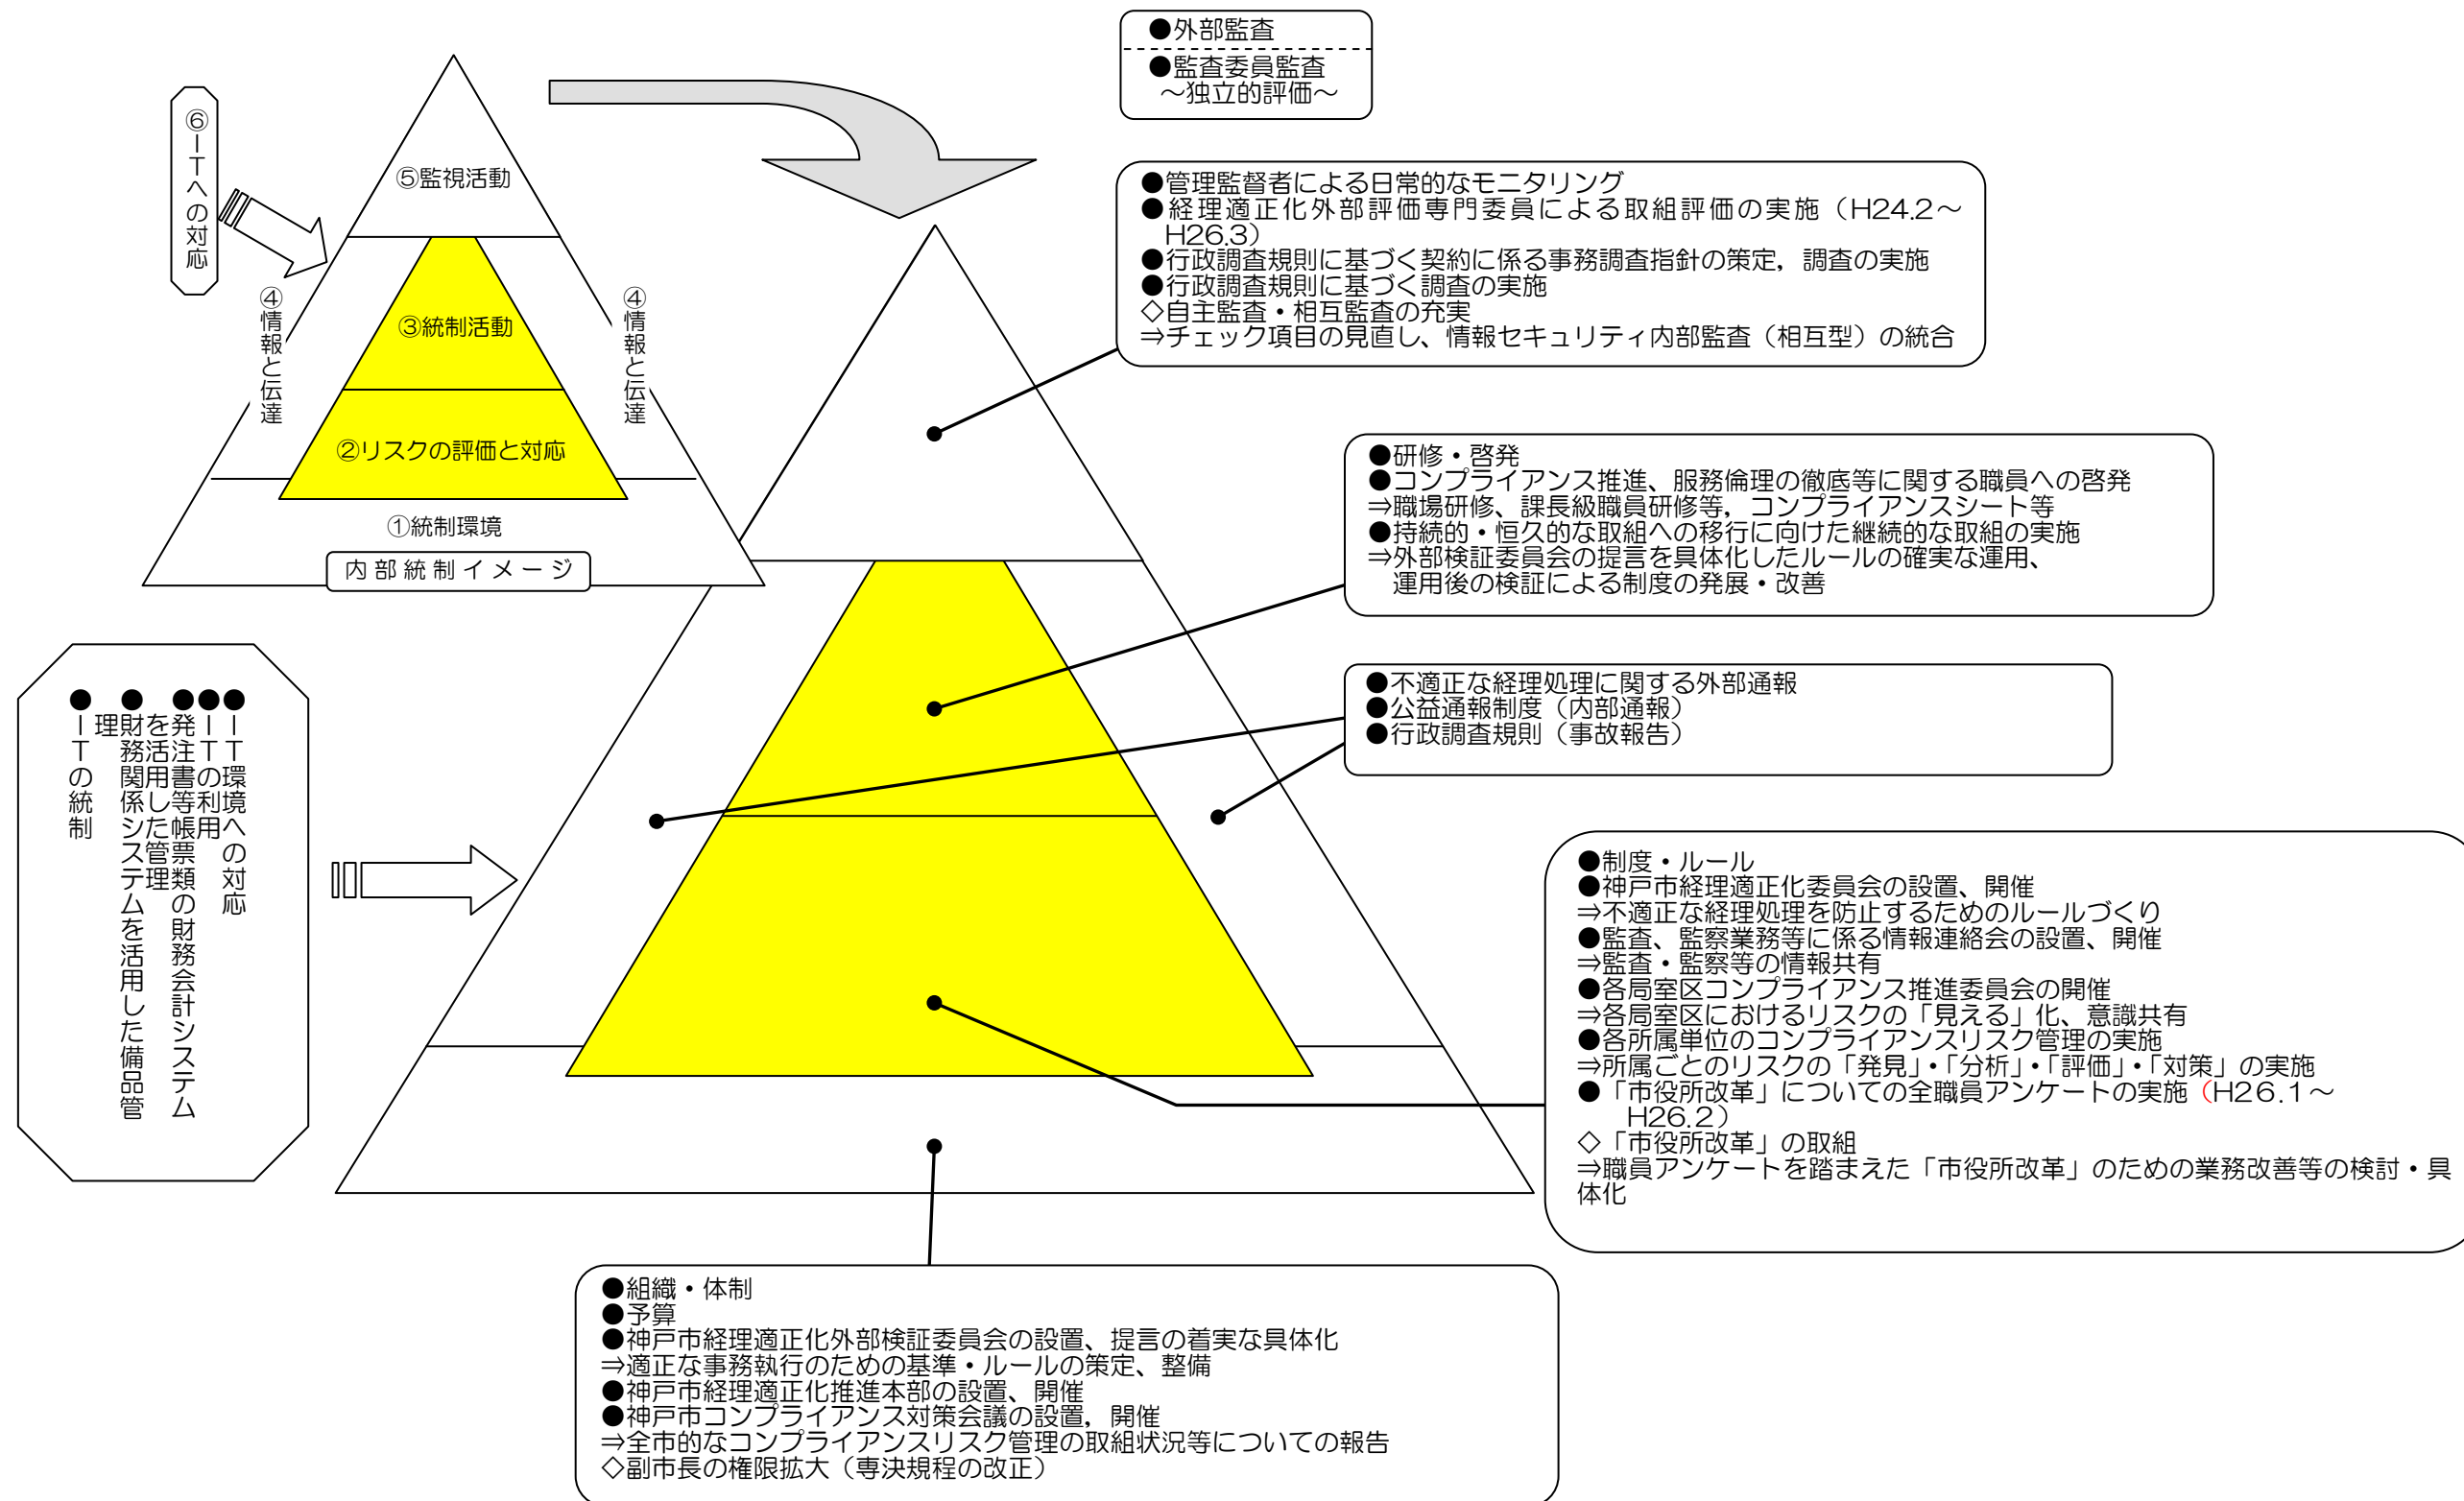 ●外部監査
●監査委員監査
～独立的評価～
⑥ＩＴへの対応
⑤監視活動
④情報と伝達
③統制活動
④情報と伝達
②リスクの評価と対応
①統制環境
内部統制イメージ
●管理監督者による日常的なモニタリング
●経理適正化外部評価専門委員による取組評価の実施（H24.2～
H26.3）
●行政調査規則に基づく契約に係る事務調査指針の策定，調査の実施
●行政調査規則に基づく調査の実施
◇自主監査・相互監査の充実
⇒チェック項目の見直し、情報セキュリティ内部監査（相互型）の統合
●研修・啓発
●コンプライアンス推進、服務倫理の徹底等に関する職員への啓発
⇒職場研修、課長級職員研修等，コンプライアンスシート等
●持続的・恒久的な取組への移行に向けた継続的な取組の実施
⇒外部検証委員会の提言を具体化したルールの確実な運用、
運用後の検証による制度の発展・改善
●不適正な経理処理に関する外部通報
●公益通報制度（内部通報）
●行政調査規則（事故報告）
●ＩＴ環境への対応
●ＩＴの利用
●発注書等帳票類の財務会計システム
を活用した管理
●財務関係システムを活用した備品管
理
●ＩＴの統制
●制度・ルール
●神戸市経理適正化委員会の設置、開催
⇒不適正な経理処理を防止するためのルールづくり
●監査、監察業務等に係る情報連絡会の設置、開催
⇒監査・監察等の情報共有
●各局室区コンプライアンス推進委員会の開催
⇒各局室区におけるリスクの「見える」化、意識共有
●各所属単位のコンプライアンスリスク管理の実施
⇒所属ごとのリスクの「発見」・「分析」・「評価」・「対策」の実施
●「市役所改革」についての全職員アンケートの実施（H２６.１～
H26.2）
◇「市役所改革」の取組
⇒職員アンケートを踏まえた「市役所改革」のための業務改善等の検討・具
体化
●組織・体制
●予算
●神戸市経理適正化外部検証委員会の設置、提言の着実な具体化
⇒適正な事務執行のための基準・ルールの策定、整備
●神戸市経理適正化推進本部の設置、開催
●神戸市コンプライアンス対策会議の設置，開催
⇒全市的なコンプライアンスリスク管理の取組状況等についての報告
◇副市長の権限拡大（専決規程の改正）